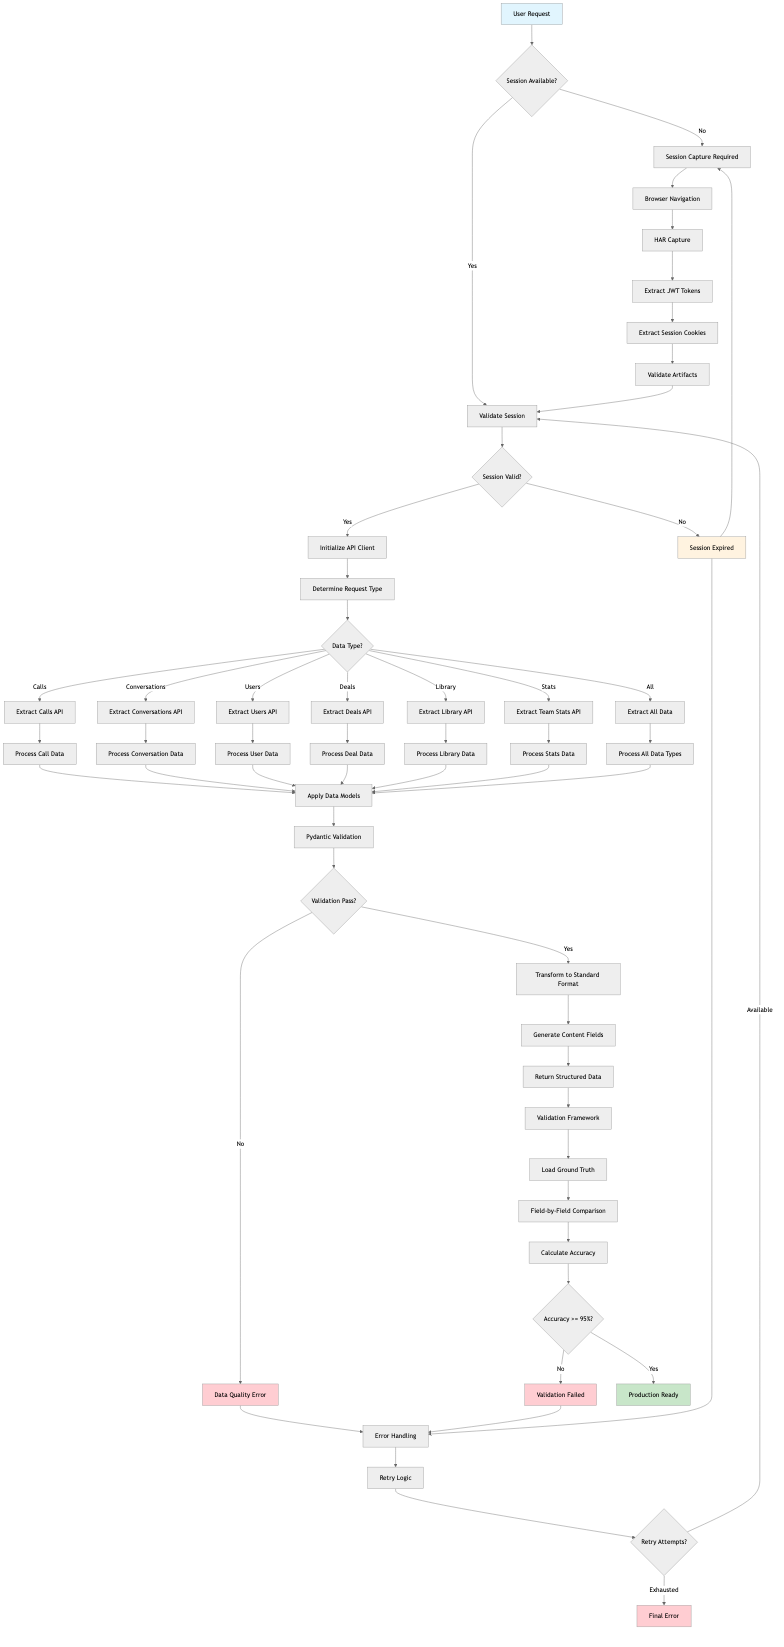 User Request
Session Available?
No
Session Capture Required
Browser Navigation
HAR Capture
Yes
Extract JWT Tokens
Extract Session Cookies
Validate Artifacts
Validate Session
Session Valid?
Yes
No
Initialize API Client
Session Expired
Determine Request Type
Data Type?
Calls
Conversations
Users
Deals
Library
Stats
All
Extract Calls API
Extract Conversations API
Extract Users API
Extract Deals API
Extract Library API
Extract Team Stats API
Extract All Data
Process Call Data
Process Conversation Data
Process User Data
Process Deal Data
Process Library Data
Process Stats Data
Process All Data Types
Apply Data Models
Pydantic Validation
Validation Pass?
Yes
Transform to Standard
Format
Available
Generate Content Fields
Return Structured Data
Validation Framework
No
Load Ground Truth
Field-by-Field Comparison
Calculate Accuracy
Accuracy >= 95%?
No
Yes
Data Quality Error
Validation Failed
Production Ready
Error Handling
Retry Logic
Retry Attempts?
Exhausted
Final Error